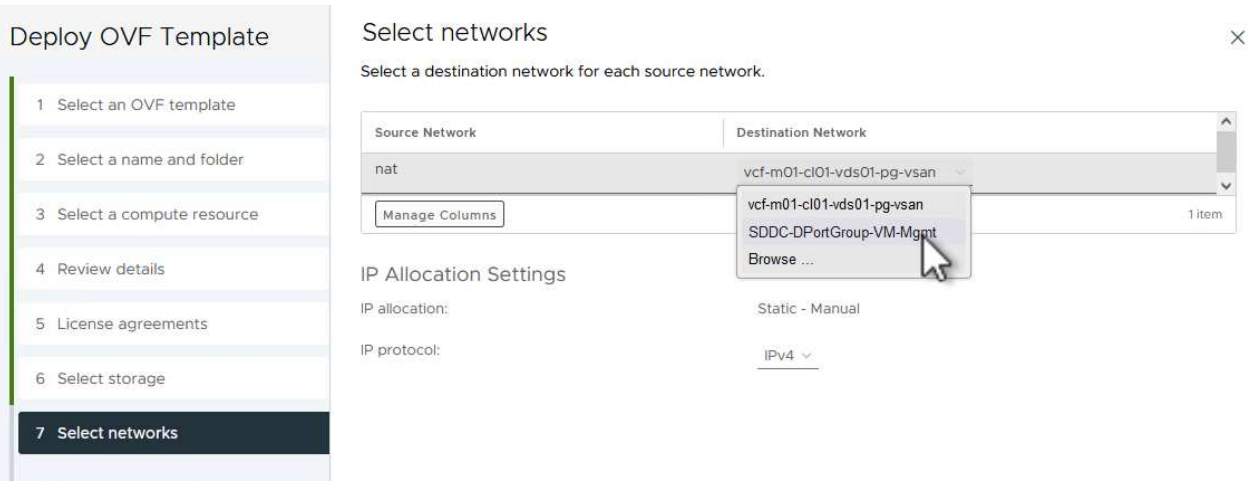 Deploy OVF Template
1 Select an OVF template
2 Select a name and folder
3 Select a compute resource
4 Review details
5 License agreements
6 Select storage
7 Select networks
Select networks
Select a destination network for each source network.
Source Network Destination Network
nat vcf-m01-cl01-vds01-pg-vsan
vcf-m01-cl01-vds01-pg-vsan
SDDC-DPortGroup-VM-Mgmt
Browse ...
Manage Columns 1 item
IP Allocation Settings
IP allocation: Static - Manual
IP protocol: IPv4